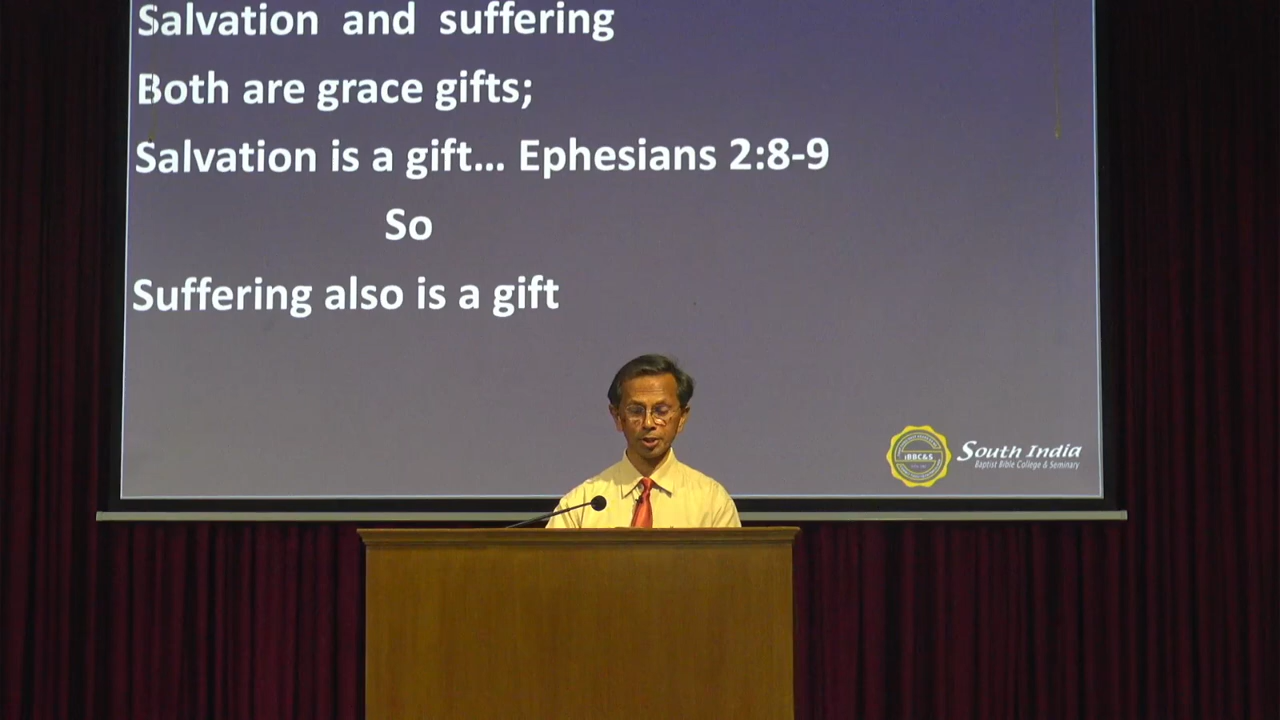 Salvation and suffering
Both are grace gifts;
Salvation is a gift... Ephesians 2:8-9
So
Suffering also is a gift
South India
Baptist Bible College & Seminary